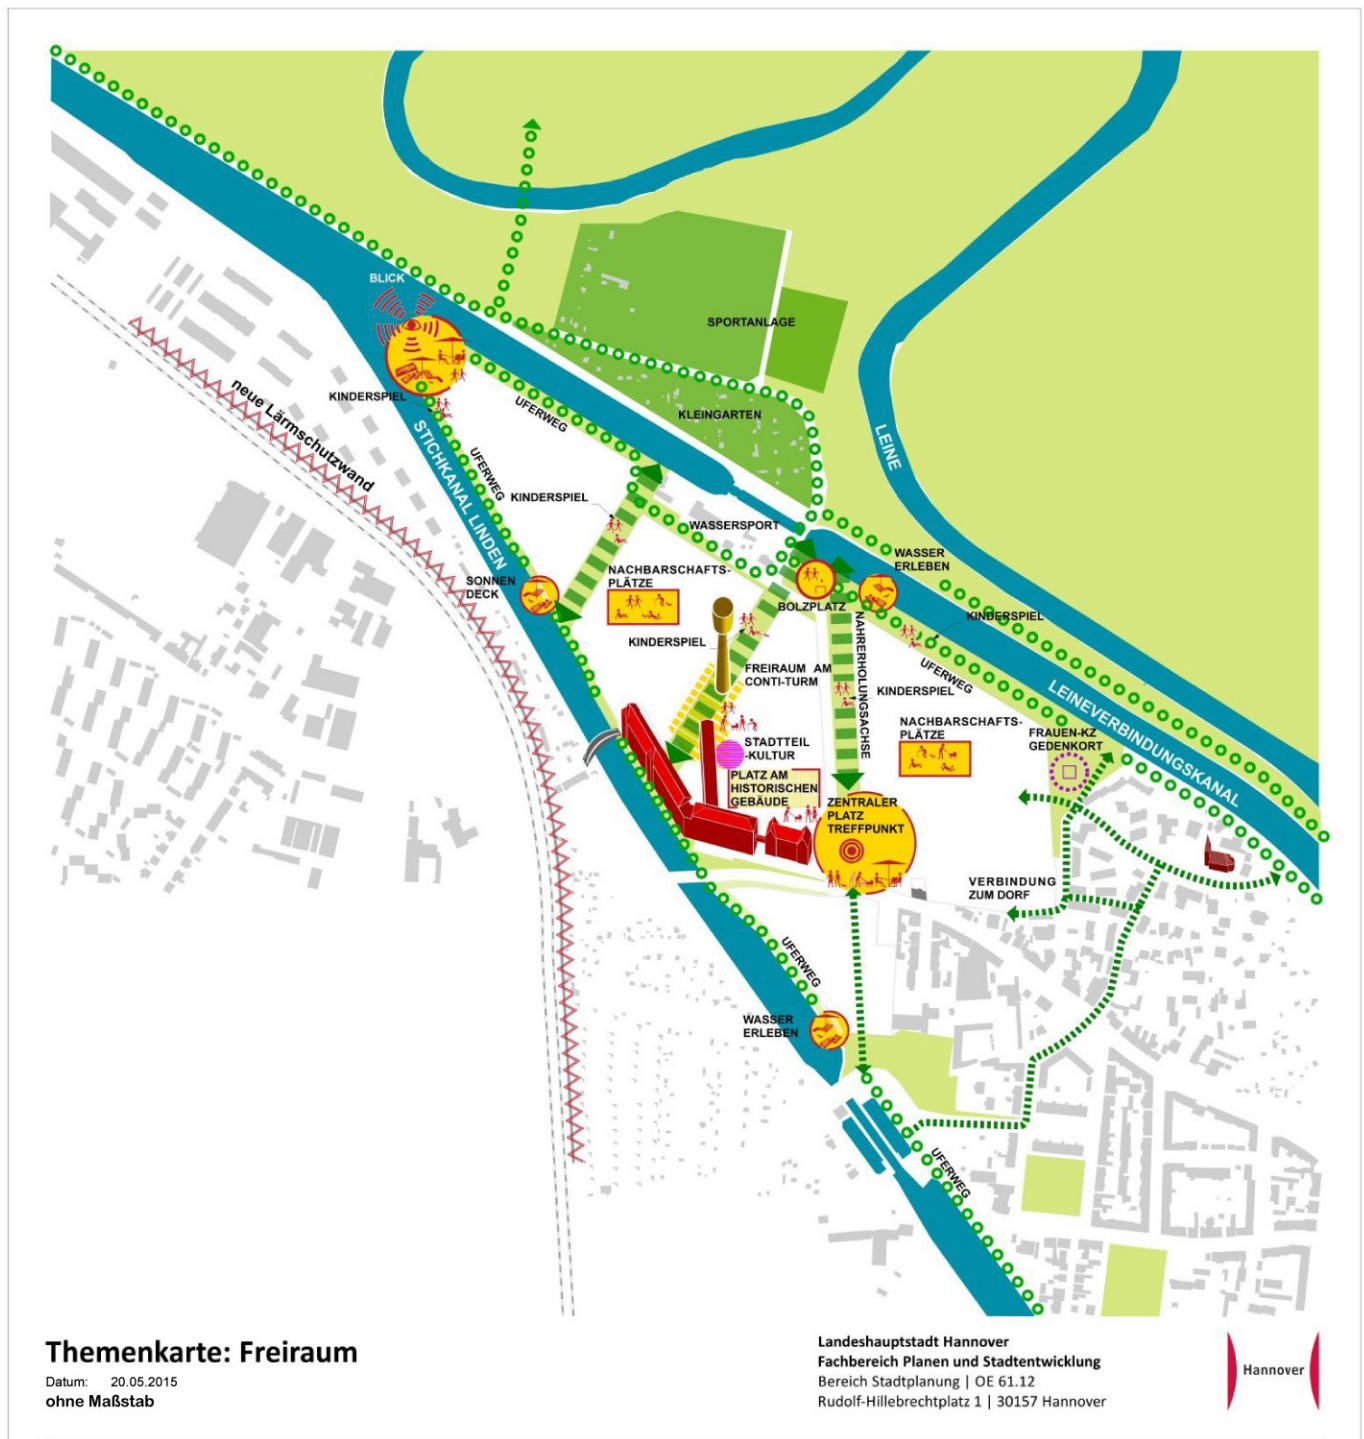 BLICK
SPORTANLAGE
neue Lärmschutzwand
KINDERSPIEL
UFERWEG
KLEINGARTEN
LEINE
STICHKANAL LINDEN
UFERWEG
KINDERSPIEL
WASSERSPORT
WASSER
ERLEBEN
SONNEN
DECK
NACHBARSCHAFTS-
PLÄTZE
BOLZPLATZ
KINDERSPIEL
KINDERSPIEL
NAHRERHOLUNGSACHSE
UFERWEG
FREIRAUM AM
CONTI-TURM
KINDERSPIEL
LEINEVERBINDUNGSKANAL
NACHBARSCHAFTS-
PLÄTZE
FRAUEN-KZ
GEDENKORT
STADTTEIL
-KULTUR
PLATZ AM
HISTORISCHEN
GEBÄUDE
ZENTRALER
PLATZ
TREFFPUNKT
VERBINDUNG
ZUM DORF
UFERWEG
WASSER
ERLEBEN
UFERWEG
Themenkarte: Freiraum
Datum: 20.05.2015
ohne Maßstab
Landeshauptstadt Hannover
Fachbereich Planen und Stadtentwicklung
Bereich Stadtplanung | OE 61.12
Rudolf-Hillebrechtplatz 1 | 30157 Hannover
Hannover